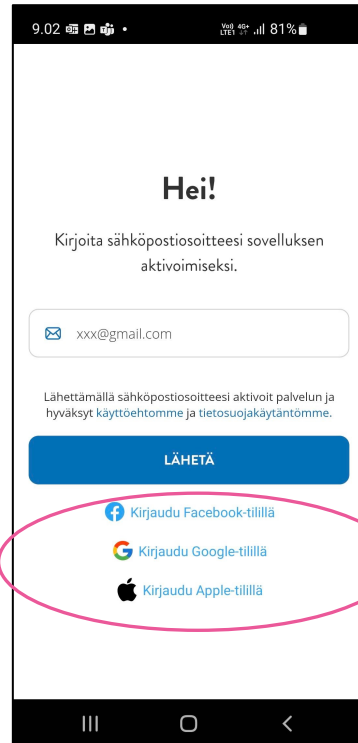 9.02
Voo) 4G+ 81%
LTE1
Hei!
Kirjoita sähköpostiosoitteesi sovelluksen
aktivoimiseksi.
xxx@gmail.com
Lähettämällä sähköpostiosoitteesi aktivoit palvelun ja
hyväksyt käyttöehtomme ja tietosuojakäytäntömme.
LÄHETÄ
Kirjaudu Facebook-tilillä
Kirjaudu Google-tilillä
Kirjaudu Apple-tilillä